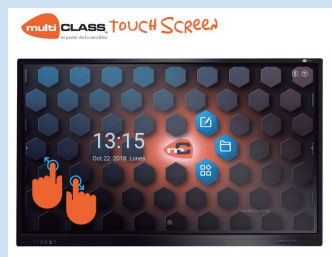 multi CLASS TOUCH SCREEN
el poder de lo sencillo
13:15
Oct.22, 2018 Lunes
m